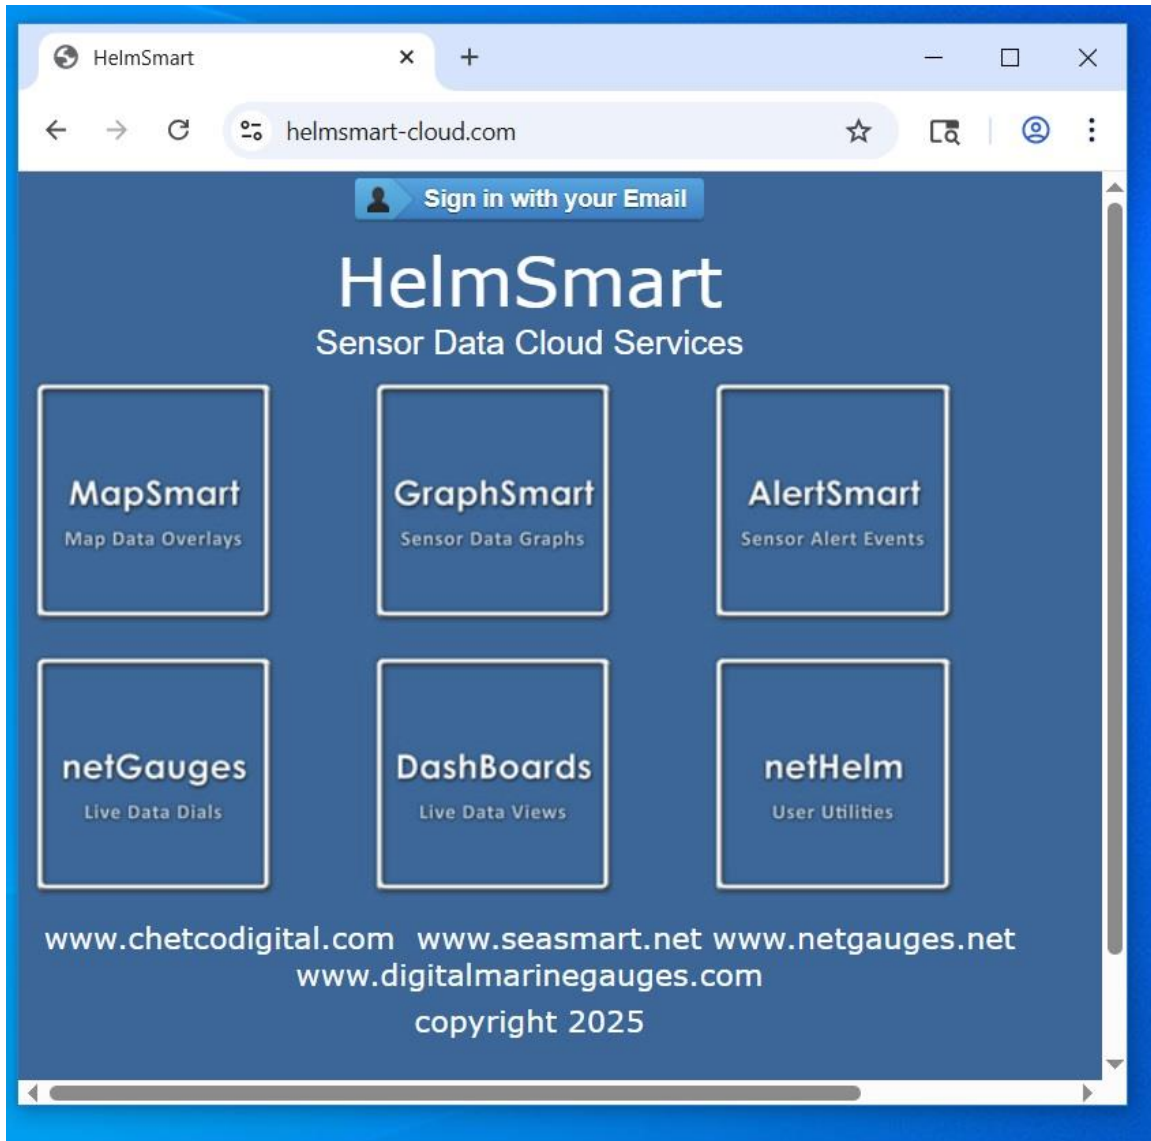 HelmSmart
helmsmart-cloud.com
Sign in with your Email
HelmSmart
Sensor Data Cloud Services
MapSmart
Map Data Overlays
GraphSmart
Sensor Data Graphs
AlertSmart
Sensor Alert Events
netGauges
Live Data Dials
DashBoards
Live Data Views
netHelm
User Utilities
www.chetcodigital.com www.seasmart.net www.netgauges.net
www.digitalmarinegauges.com
copyright 2025